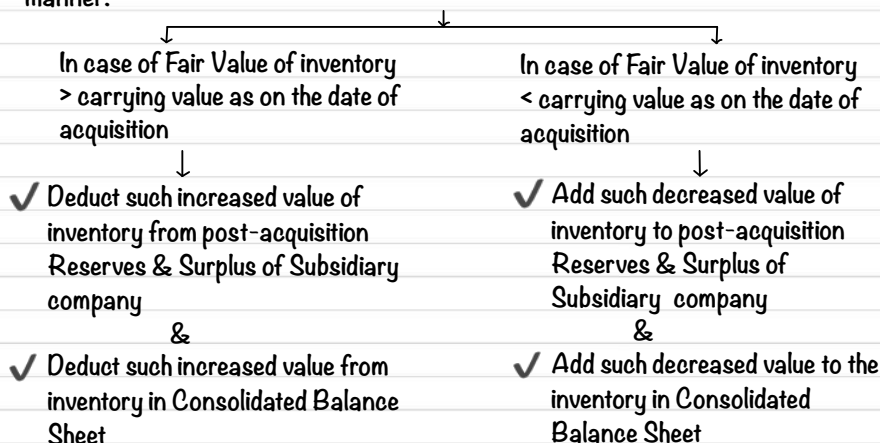 manner:
In case of Fair Value of inventory
> carrying value as on the date of
acquisition
✔ Deduct such increased value of
inventory from post-acquisition
Reserves & Surplus of Subsidiary
company
&
✔ Deduct such increased value from
inventory in Consolidated Balance
Sheet
In case of Fair Value of inventory
< carrying value as on the date of
acquisition
✔ Add such decreased value of
inventory to post-acquisition
Reserves & Surplus of
Subsidiary company
&
✔ Add such decreased value to the
inventory in Consolidated
Balance Sheet